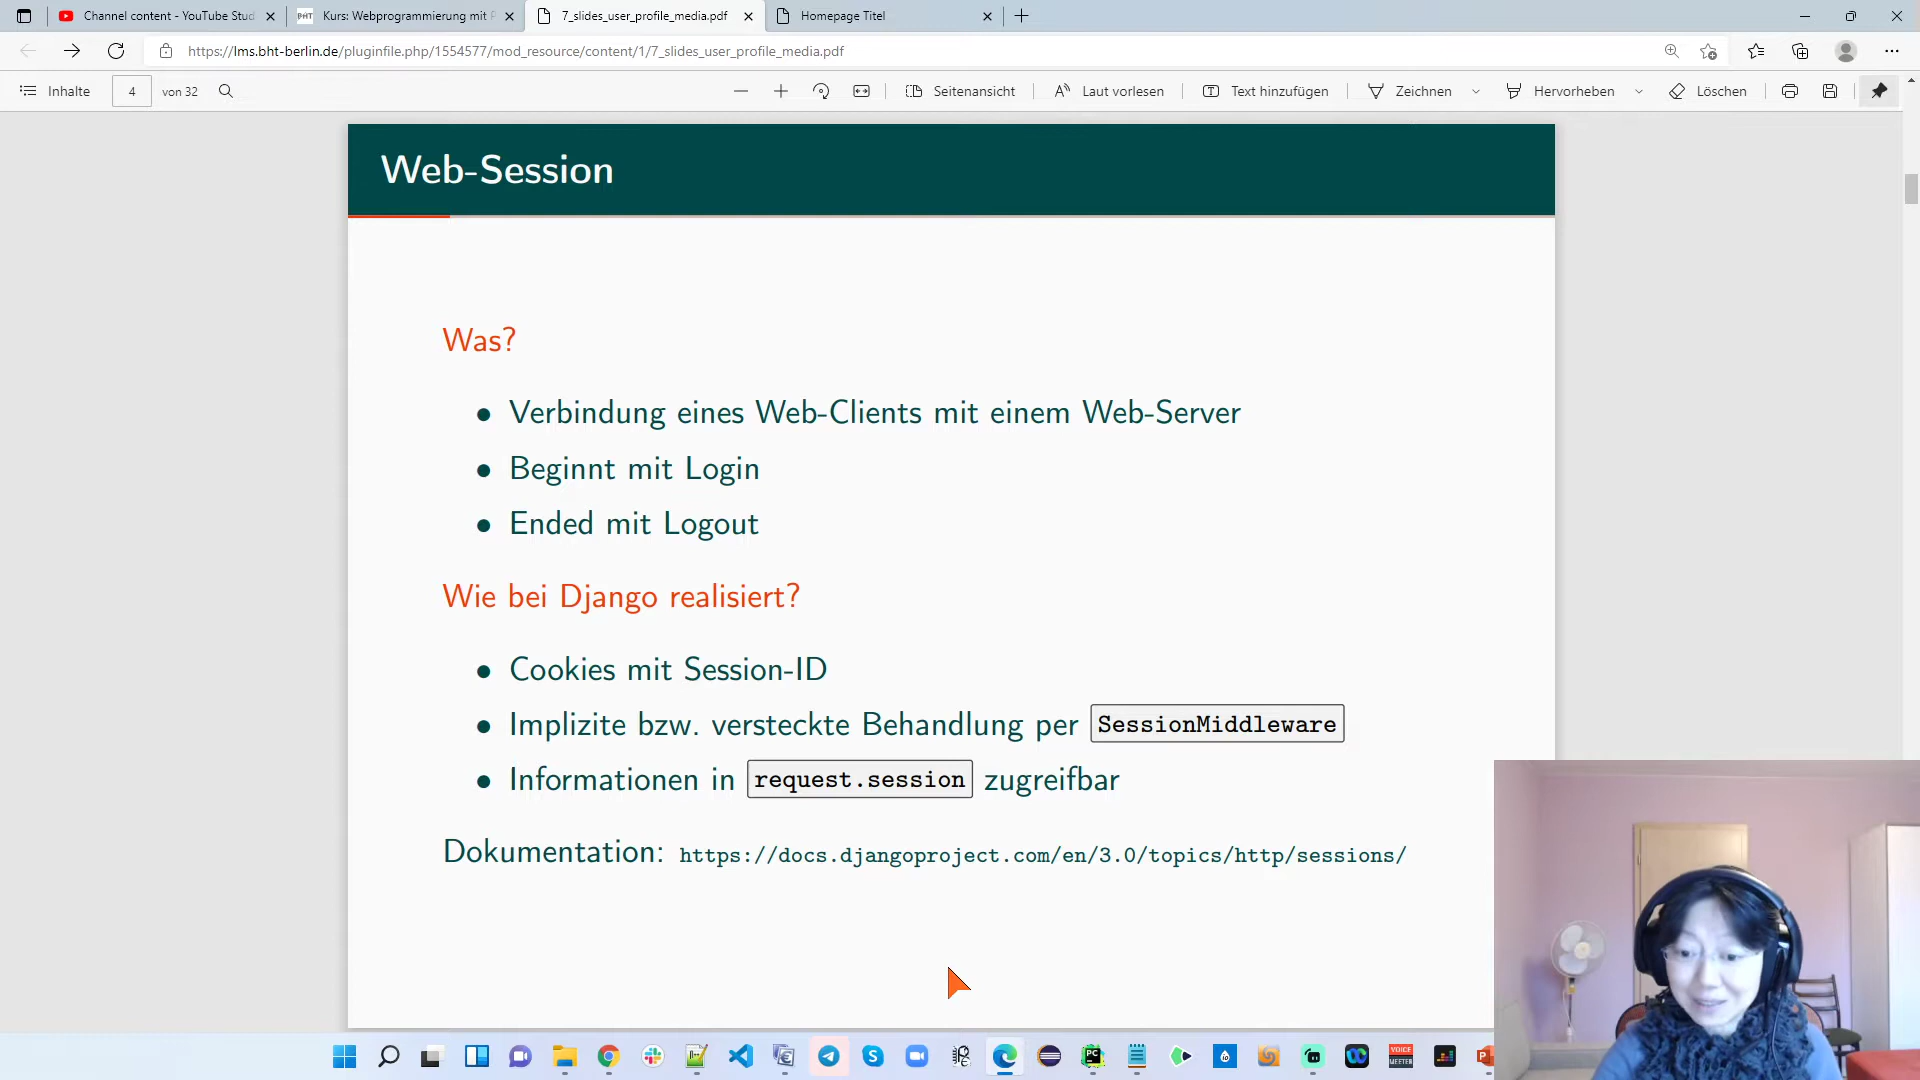 Channel content - YouTube Stud
Kurs: Webprogrammierung mit P
7_slides_user_profile_media.pdf
Homepage Titel
https://lms.bht-berlin.de/pluginfile.php/1554577/mod_resource/content/1/7_slides_user_profile_media.pdf
Inhalte
4
von 32
Seitenansicht
Laut vorlesen
Text hinzufügen
Zeichnen
Hervorheben
Löschen
Web-Session
Was?
• Verbindung eines Web-Clients mit einem Web-Server
• Beginnt mit Login
• Ended mit Logout
Wie bei Django realisiert?
• Cookies mit Session-ID
• Implizite bzw. versteckte Behandlung per SessionMiddleware
• Informationen in request.session zugreifbar
Dokumentation: https://docs.djangoproject.com/en/3.0/topics/http/sessions/